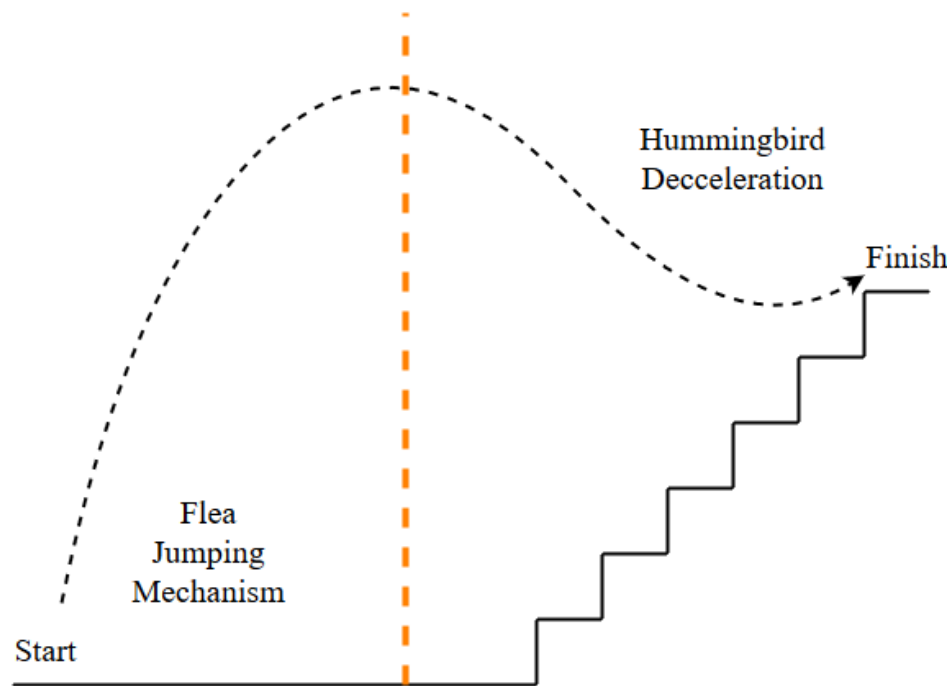 Hummingbird
Decceleration
Finish
Flea
Jumping
Mechanism
Start